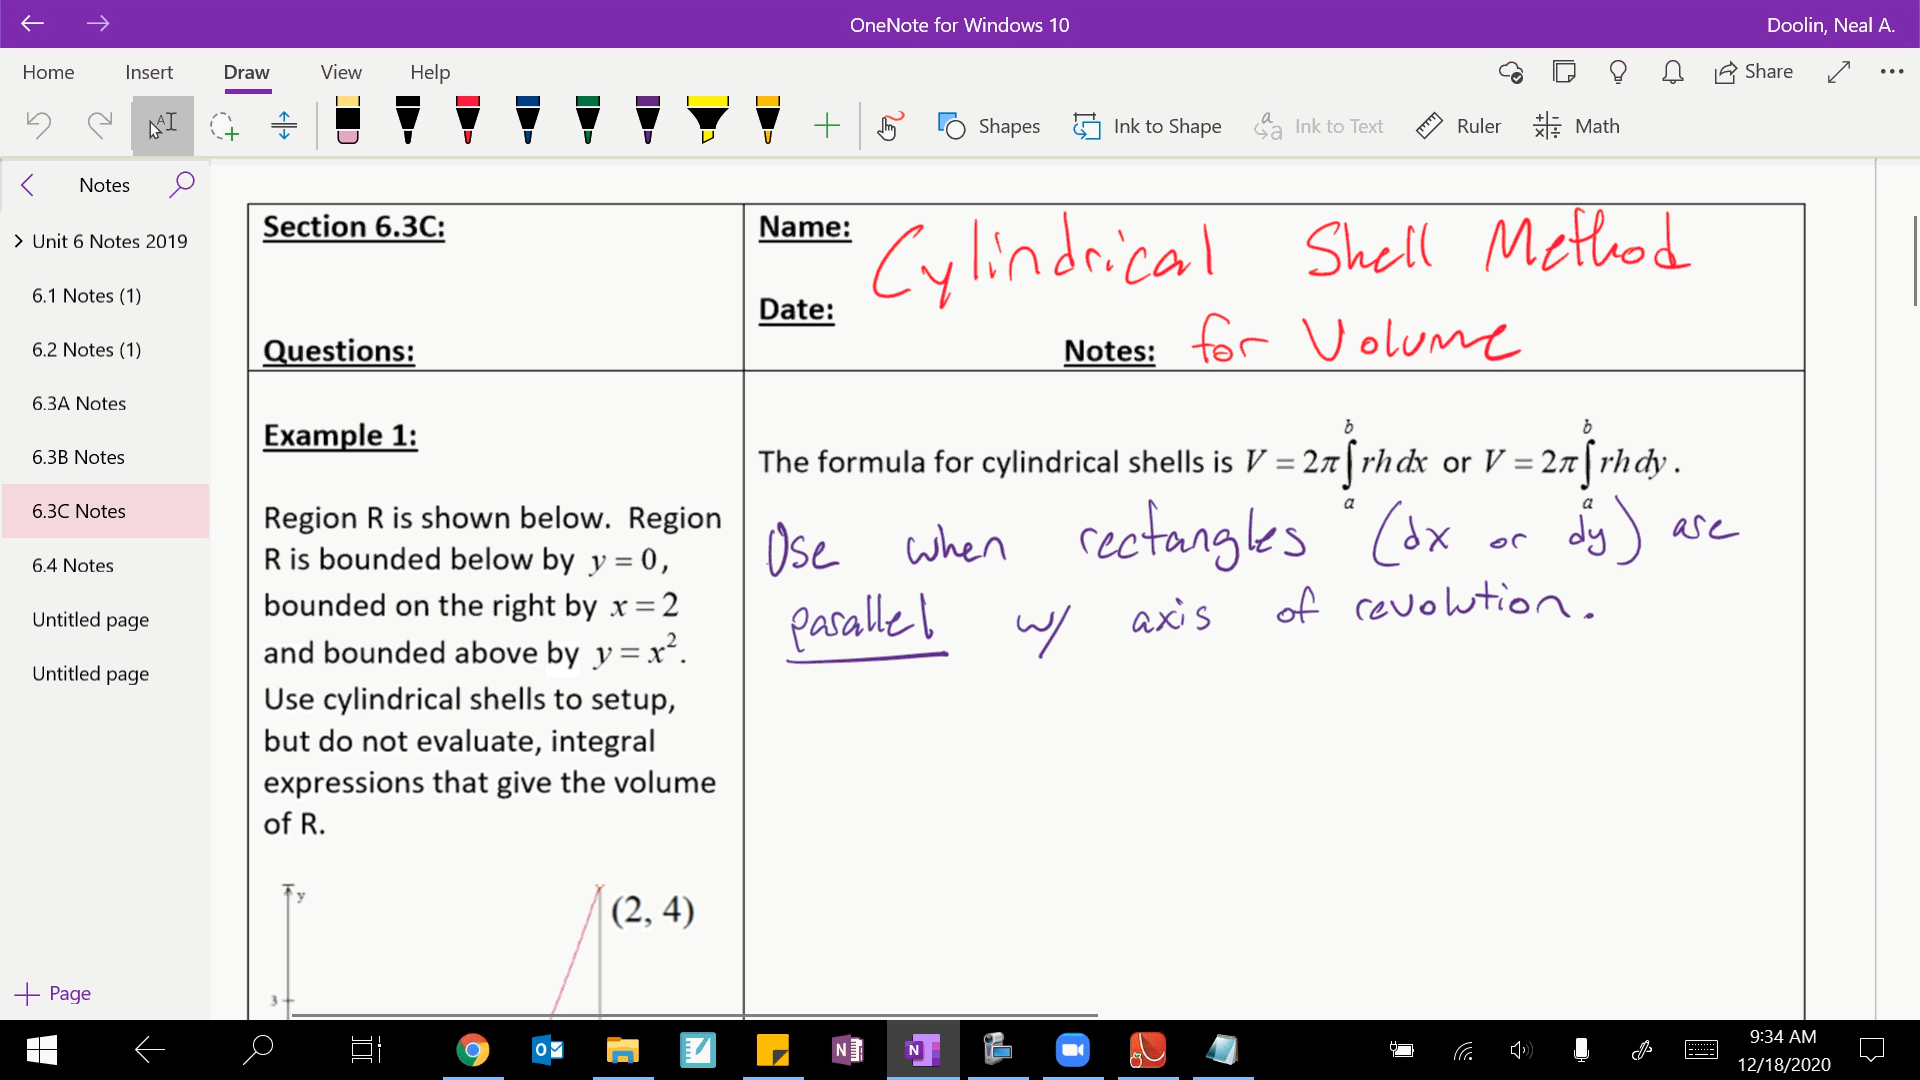 OneNote for Windows 10
Doolin, Neal A.
Home Insert Draw View Help
Share
Shapes Ink to Shape Ink to Text Ruler Math
Notes
Unit 6 Notes 2019
6.1 Notes (1)
6.2 Notes (1)
6.3A Notes
6.3B Notes
6.3C Notes
6.4 Notes
Untitled page
Untitled page
Page
Section 6.3C:
Questions:
Name: Cylindrical Shell Method
Date:
Notes: for Volume
Example 1:
Region R is shown below. Region
R is bounded below by y = 0,
bounded on the right by x = 2
and bounded above by y = x².
Use cylindrical shells to setup,
but do not evaluate, integral
expressions that give the volume
of R.
y
(2, 4)
3
The formula for cylindrical shells is V = 2π∫ₐᵇ rh dx or V = 2π∫ₐᵇ rh dy.
Use when rectangles (dx or dy) are
parallel w/ axis of revolution.
9:34 AM
12/18/2020